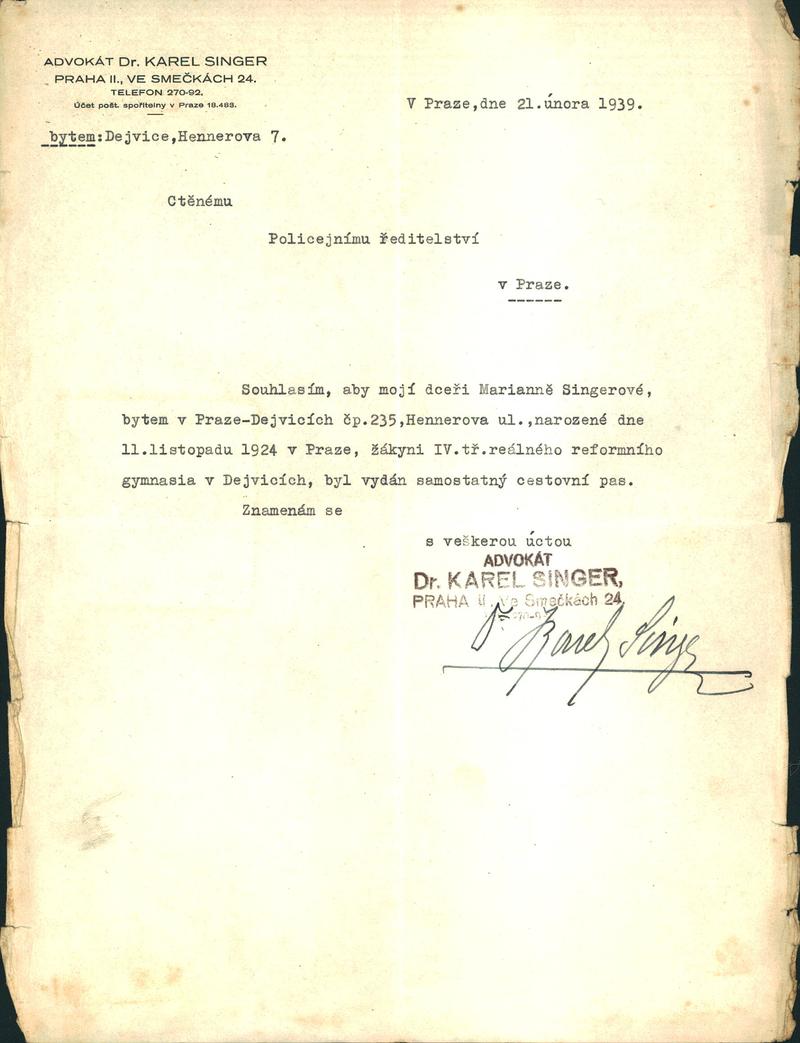 ADVOKÁT Dr. KAREL SINGER
PRAHA II., VE SMEČKÁCH 24.
TELEFON 270-92.
Účet pošt. spořitelny v Praze 18.483.
V Praze,dne 21.února 1939.
bytem:Dejvice,Hennerova 7.
Ctěnému
Policejnímu ředitelství
v Praze.
Souhlasím, aby mojí dceři Marianně Singerové,
bytem v Praze-Dejvicích čp.235,Hennerova ul.,narozené dne
11.listopadu 1924 v Praze, žákyni IV.tř.reálného reformního
gymnasia v Dejvicích, byl vydán samostatný cestovní pas.
Znamenám se
s veškerou úctou
ADVOKÁT
Dr. KAREL SINGER,
PRAHA II., Ve Smečkách 24,
Dr Karel Singer